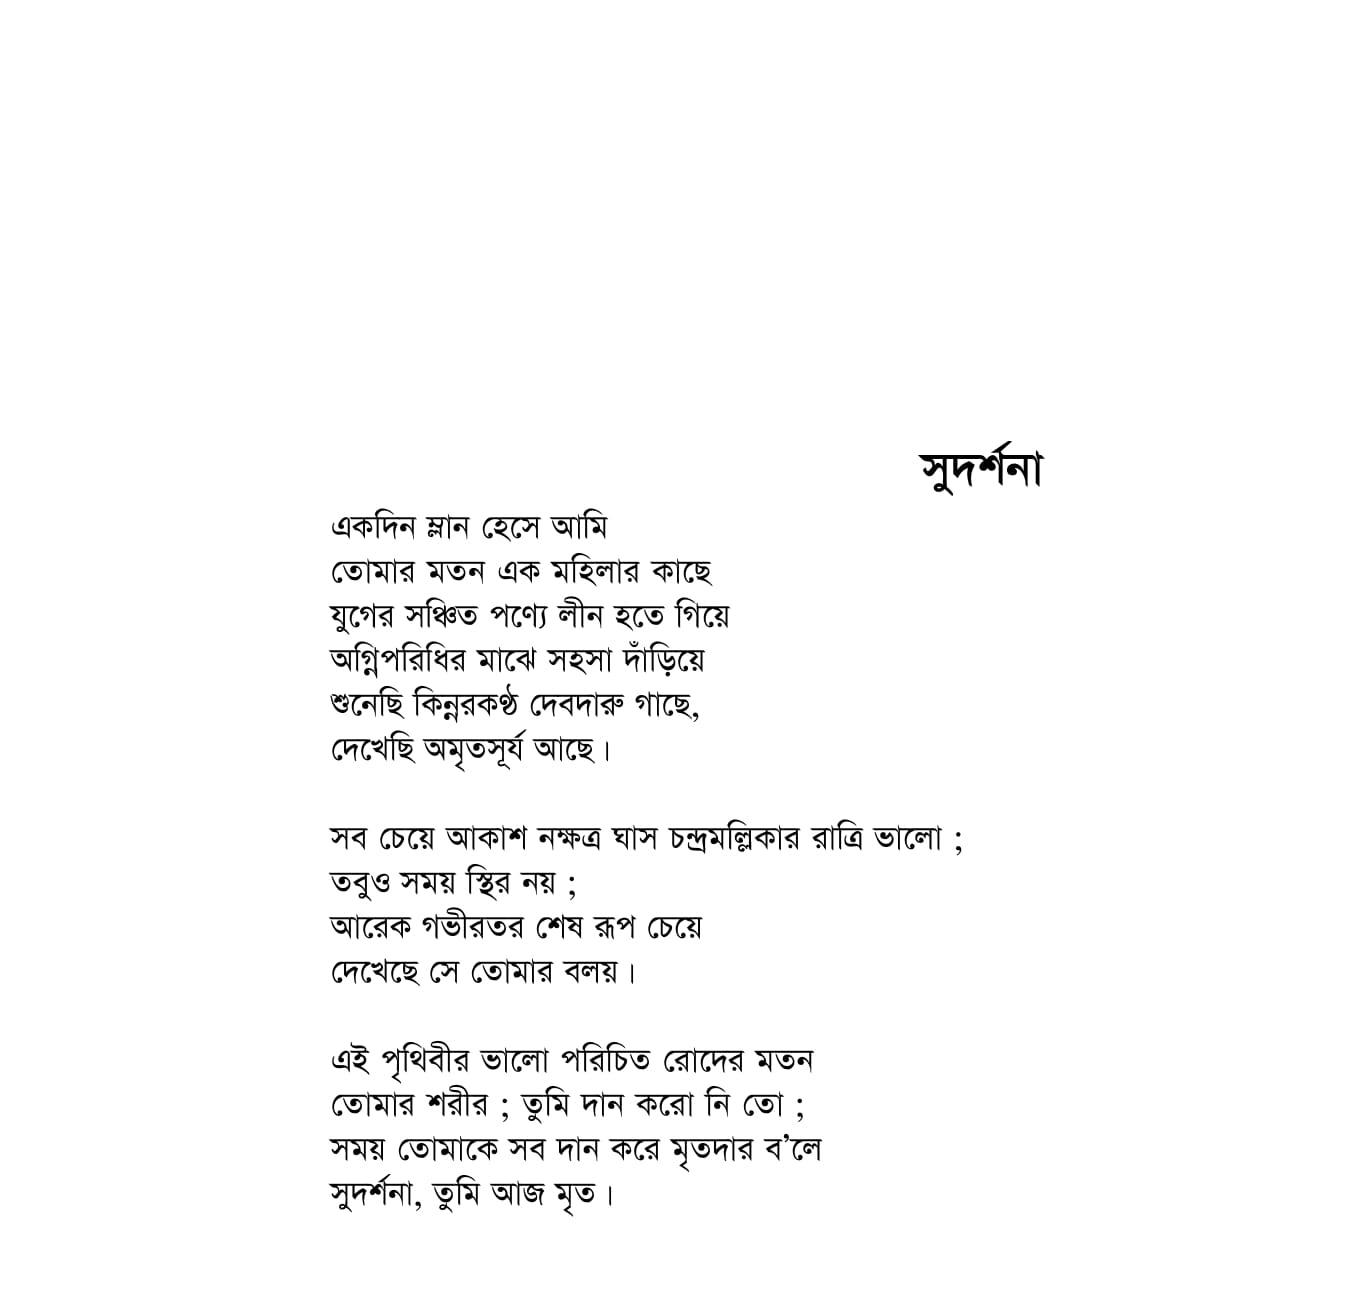 সুদর্শনা
একদিন ম্লান হেসে আমি
তোমার মতন এক মহিলার কাছে
যুগের সঞ্চিত পণ্যে লীন হতে গিয়ে
অগ্নিপরিধির মাঝে সহসা দাঁড়িয়ে
শুনেছি কিন্নরকণ্ঠ দেবদারু গাছে,
দেখেছি অমৃতসূর্য আছে।
সব চেয়ে আকাশ নক্ষত্র ঘাস চন্দ্রমল্লিকার রাত্রি ভালো ;
তবুও সময় স্থির নয় ;
আরেক গভীরতর শেষ রূপ চেয়ে
দেখেছে সে তোমার বলয়।
এই পৃথিবীর ভালো পরিচিত রোদের মতন
তোমার শরীর ; তুমি দান করো নি তো ;
সময় তোমাকে সব দান করে মৃতদার ব’লে
সুদর্শনা, তুমি আজ মৃত।